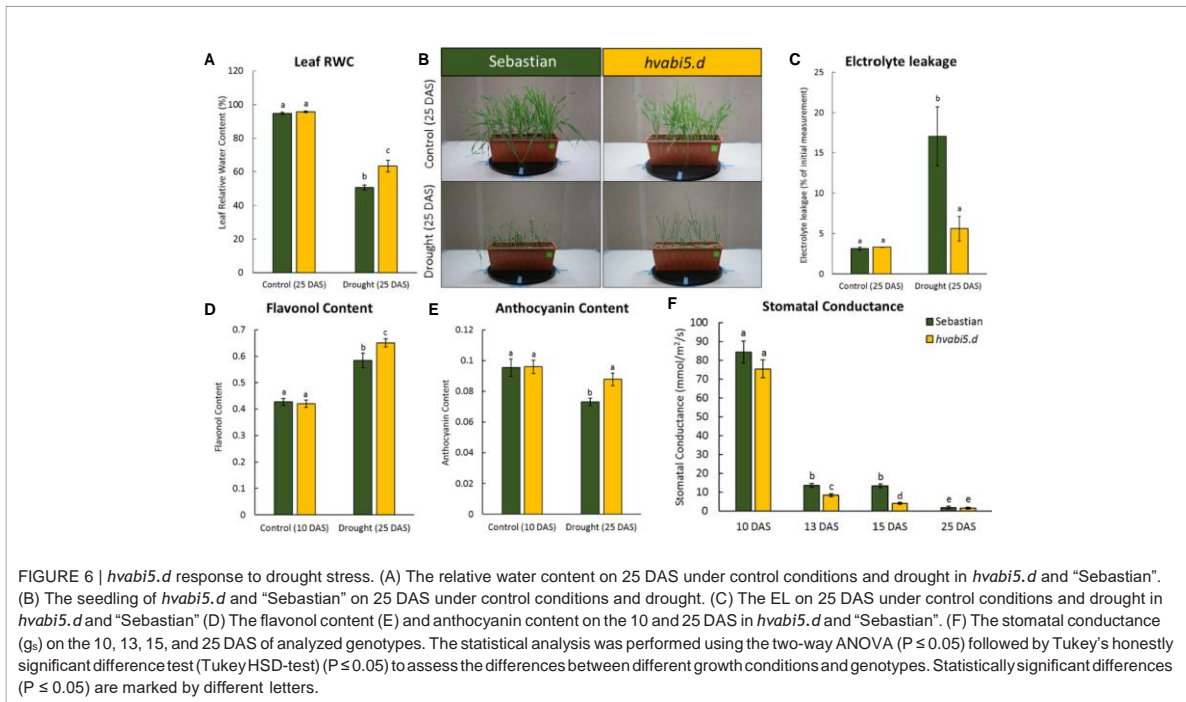 A Leaf RWC
Leaf Relative Water Content (%)
120
100
80
60
40
20
0
a a
b c
Control (25 DAS) Drought (25 DAS)
B Sebastian hvabi5.d
Control (25 DAS)
Drought (25 DAS)
C Elctrolyte leakage
Electrolyte leakgae (% of initial measurement)
25
20
15
10
5
0
a a
b a
Control (25 DAS) Drought (25 DAS)
D Flavonol Content
Flavonol Content
0.7
0.6
0.5
0.4
0.3
0.2
0.1
0
a a
b c
Control (10 DAS) Drought (25 DAS)
E Anthocyanin Content
Anthocyanin Content
0.12
0.1
0.08
0.06
0.04
0.02
0
a a
b a
Control (10 DAS) Drought (25 DAS)
F Stomatal Conductance
Sebastian
hvabi5.d
Stomatal Conductance (mmol/m²/s)
100
90
80
70
60
50
40
30
20
10
0
a a
b c
b d
e e
10 DAS 13 DAS 15 DAS 25 DAS
FIGURE 6 | hvabi5.d response to drought stress. (A) The relative water content on 25 DAS under control conditions and drought in hvabi5.d and “Sebastian”.
(B) The seedling of hvabi5.d and “Sebastian” on 25 DAS under control conditions and drought. (C) The EL on 25 DAS under control conditions and drought in
hvabi5.d and “Sebastian” (D) The flavonol content (E) and anthocyanin content on the 10 and 25 DAS in hvabi5.d and “Sebastian”. (F) The stomatal conductance
(gs) on the 10, 13, 15, and 25 DAS of analyzed genotypes. The statistical analysis was performed using the two-way ANOVA (P ≤ 0.05) followed by Tukey’s honestly
significant difference test (Tukey HSD-test) (P ≤ 0.05) to assess the differences between different growth conditions and genotypes. Statistically significant differences
(P ≤ 0.05) are marked by different letters.